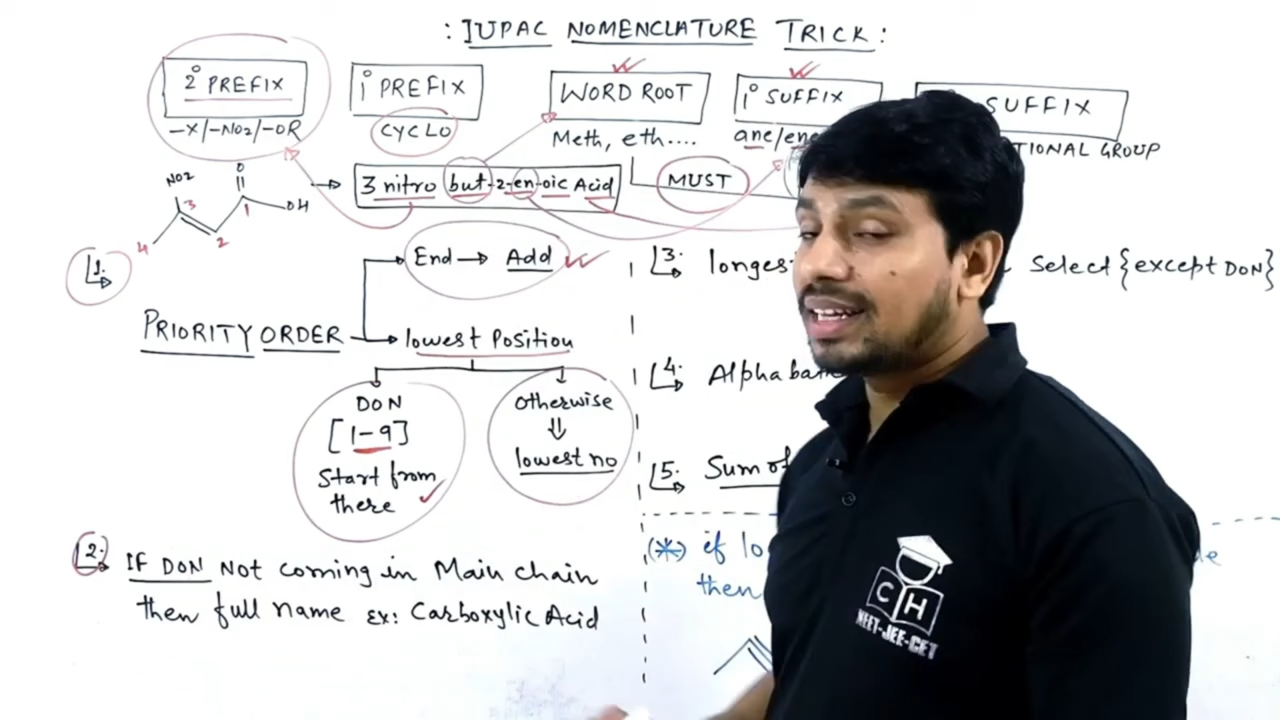 : IUPAC NOMENCLATURE TRICK :
2° PREFIX
1° PREFIX
WORD ROOT
1° SUFFIX
SUFFIX
-X/-NO2/-OR
CYCLO
Meth, eth....
ane/ene
TIONAL GROUP
NO2
O
OH
1
2
3
4
3 nitro but-2-en-oic Acid
MUST
1.
End → Add
PRIORITY ORDER
lowest Position
DON
[1-9]
Start from
there
Otherwise
lowest no
2.
IF DON Not coming in Main chain
then full name ex: Carboxylic Acid
3. longest
Select {except DON}
4. Alphabat
5. Sum of
(*) if lo
then
C H
NEET-JEE-CET